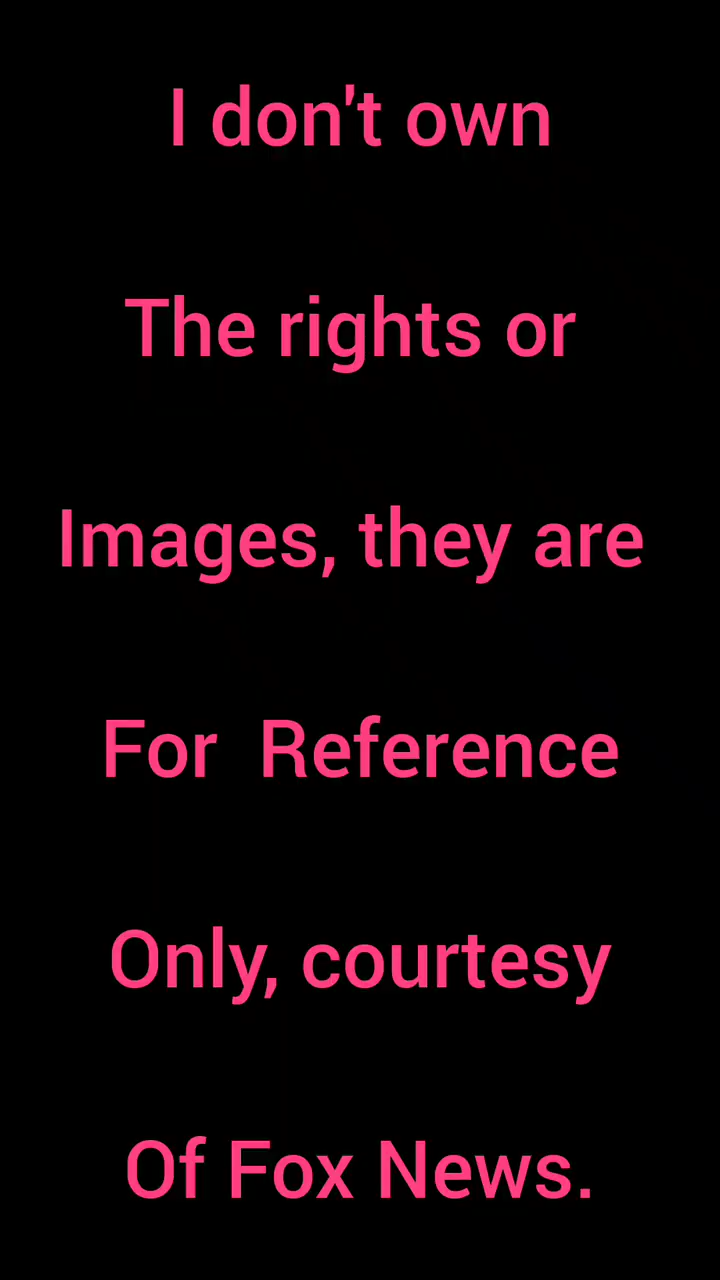 I don't own
The rights or
Images, they are
For  Reference
Only, courtesy
Of Fox News.